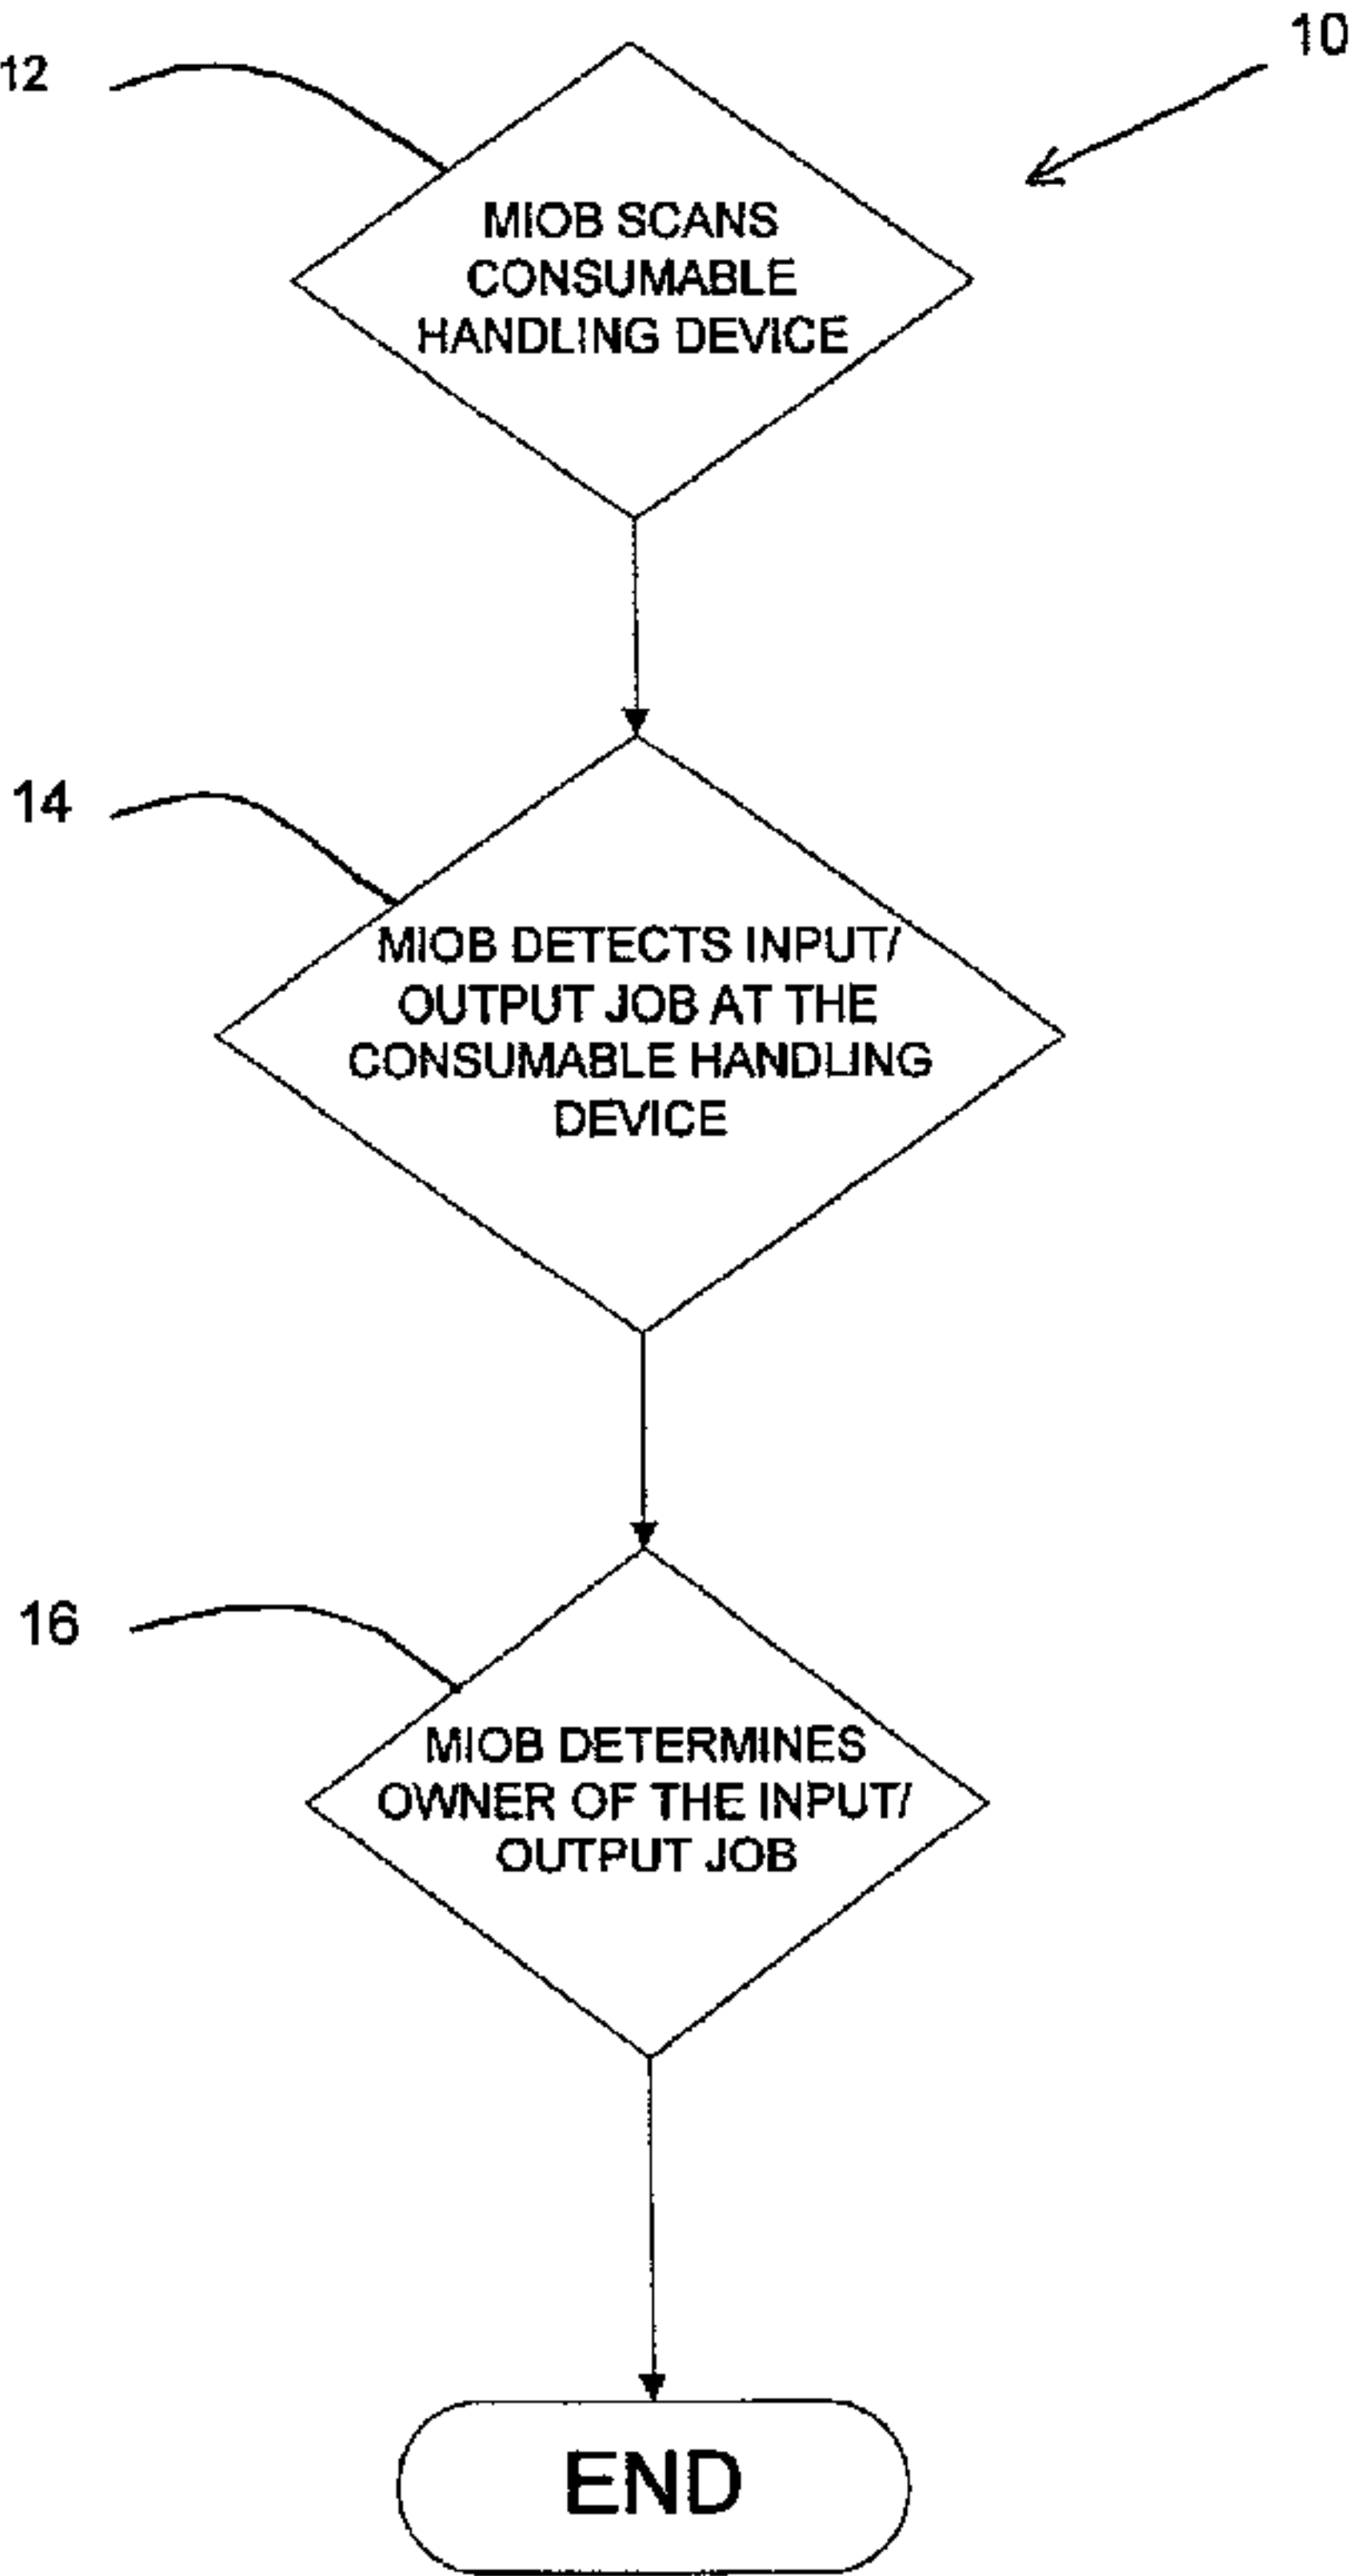 10
12
MIOB SCANS
CONSUMABLE
HANDLING DEVICE
14
MIOB DETECTS INPUT/
OUTPUT JOB AT THE
CONSUMABLE HANDLING
DEVICE
16
MIOB DETERMINES
OWNER OF THE INPUT/
OUTPUT JOB
END